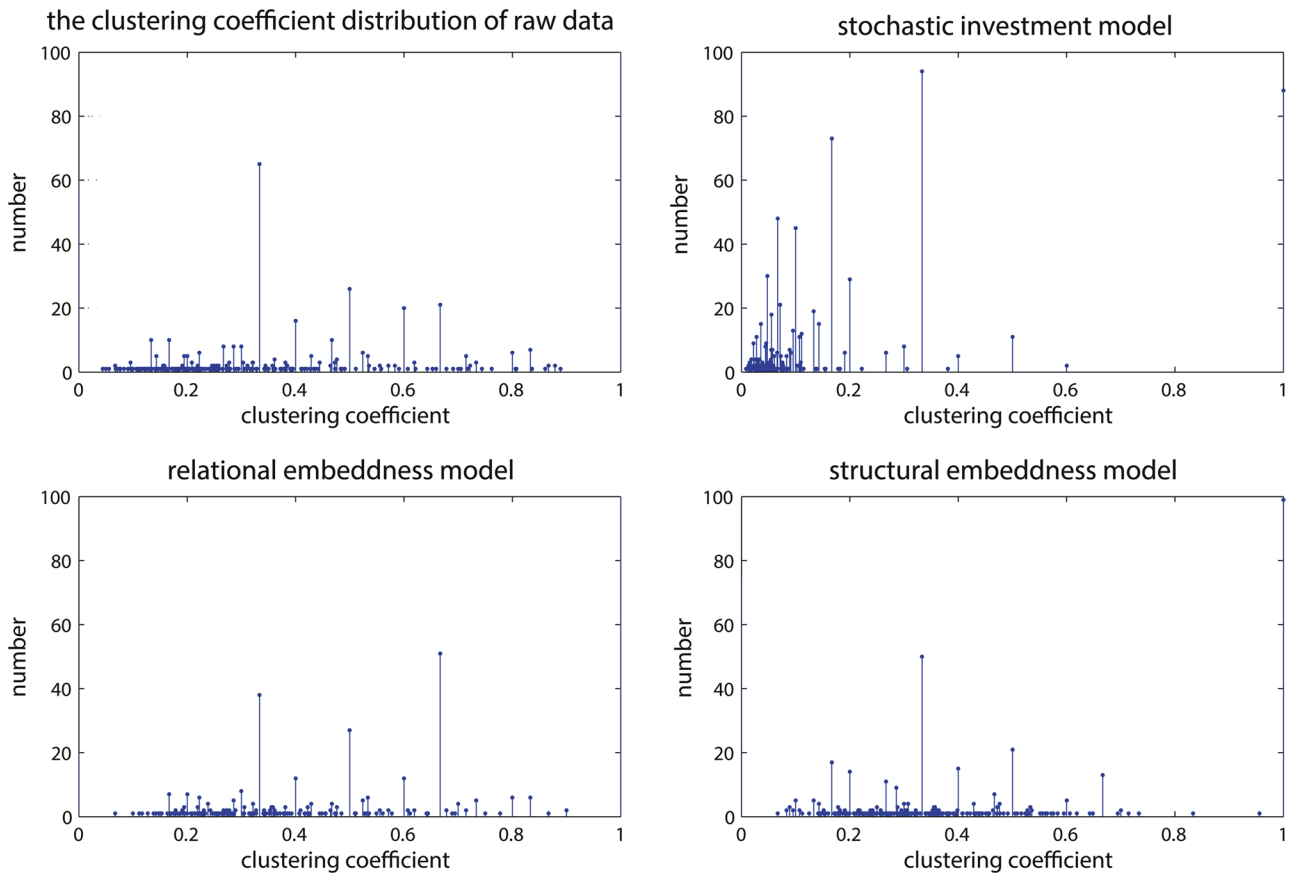 the clustering coefficient distribution of raw data
100
80
60
40
20
0
number
0 0.2 0.4 0.6 0.8 1
clustering coefficient
stochastic investment model
100
80
60
40
20
0
number
0 0.2 0.4 0.6 0.8 1
clustering coefficient
relational embeddness model
100
80
60
40
20
0
number
0 0.2 0.4 0.6 0.8 1
clustering coefficient
structural embeddness model
100
80
60
40
20
0
number
0 0.2 0.4 0.6 0.8 1
clustering coefficient